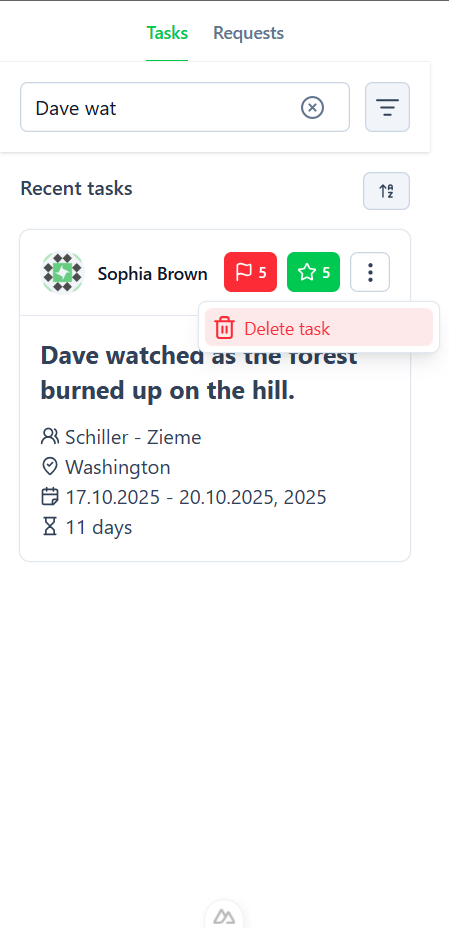 Tasks Requests
Dave wat
Recent tasks
A
Z
Sophia Brown 5 5
Delete task
Dave watched as the forest
burned up on the hill.
Schiller - Zieme
Washington
17.10.2025 - 20.10.2025, 2025
11 days